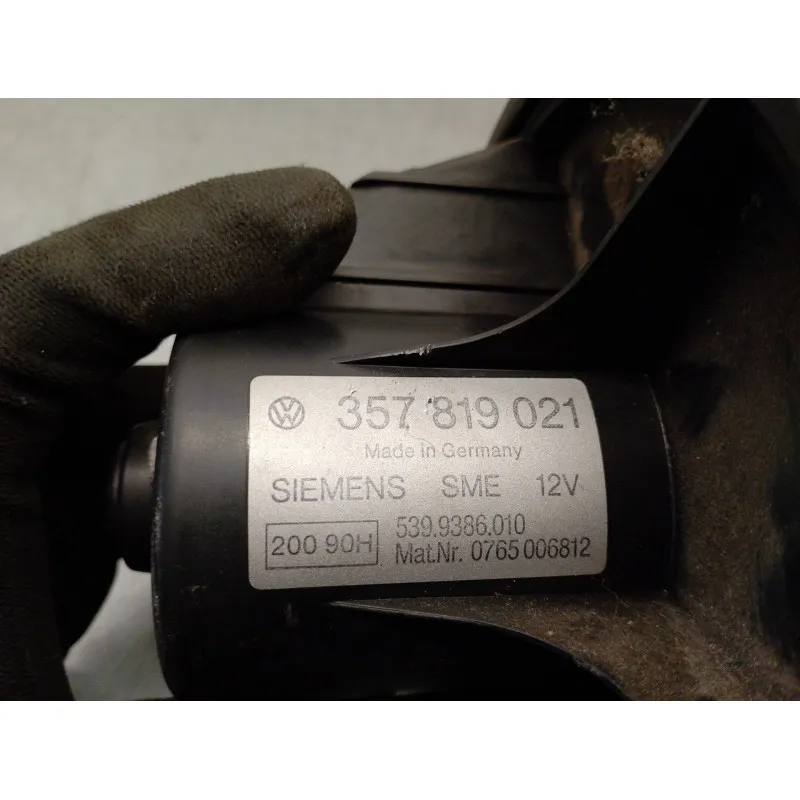 357 819 021
Made in Germany
SIEMENS SME 12V
200 90H
539.9386.010
Mat.Nr. 0765 006812